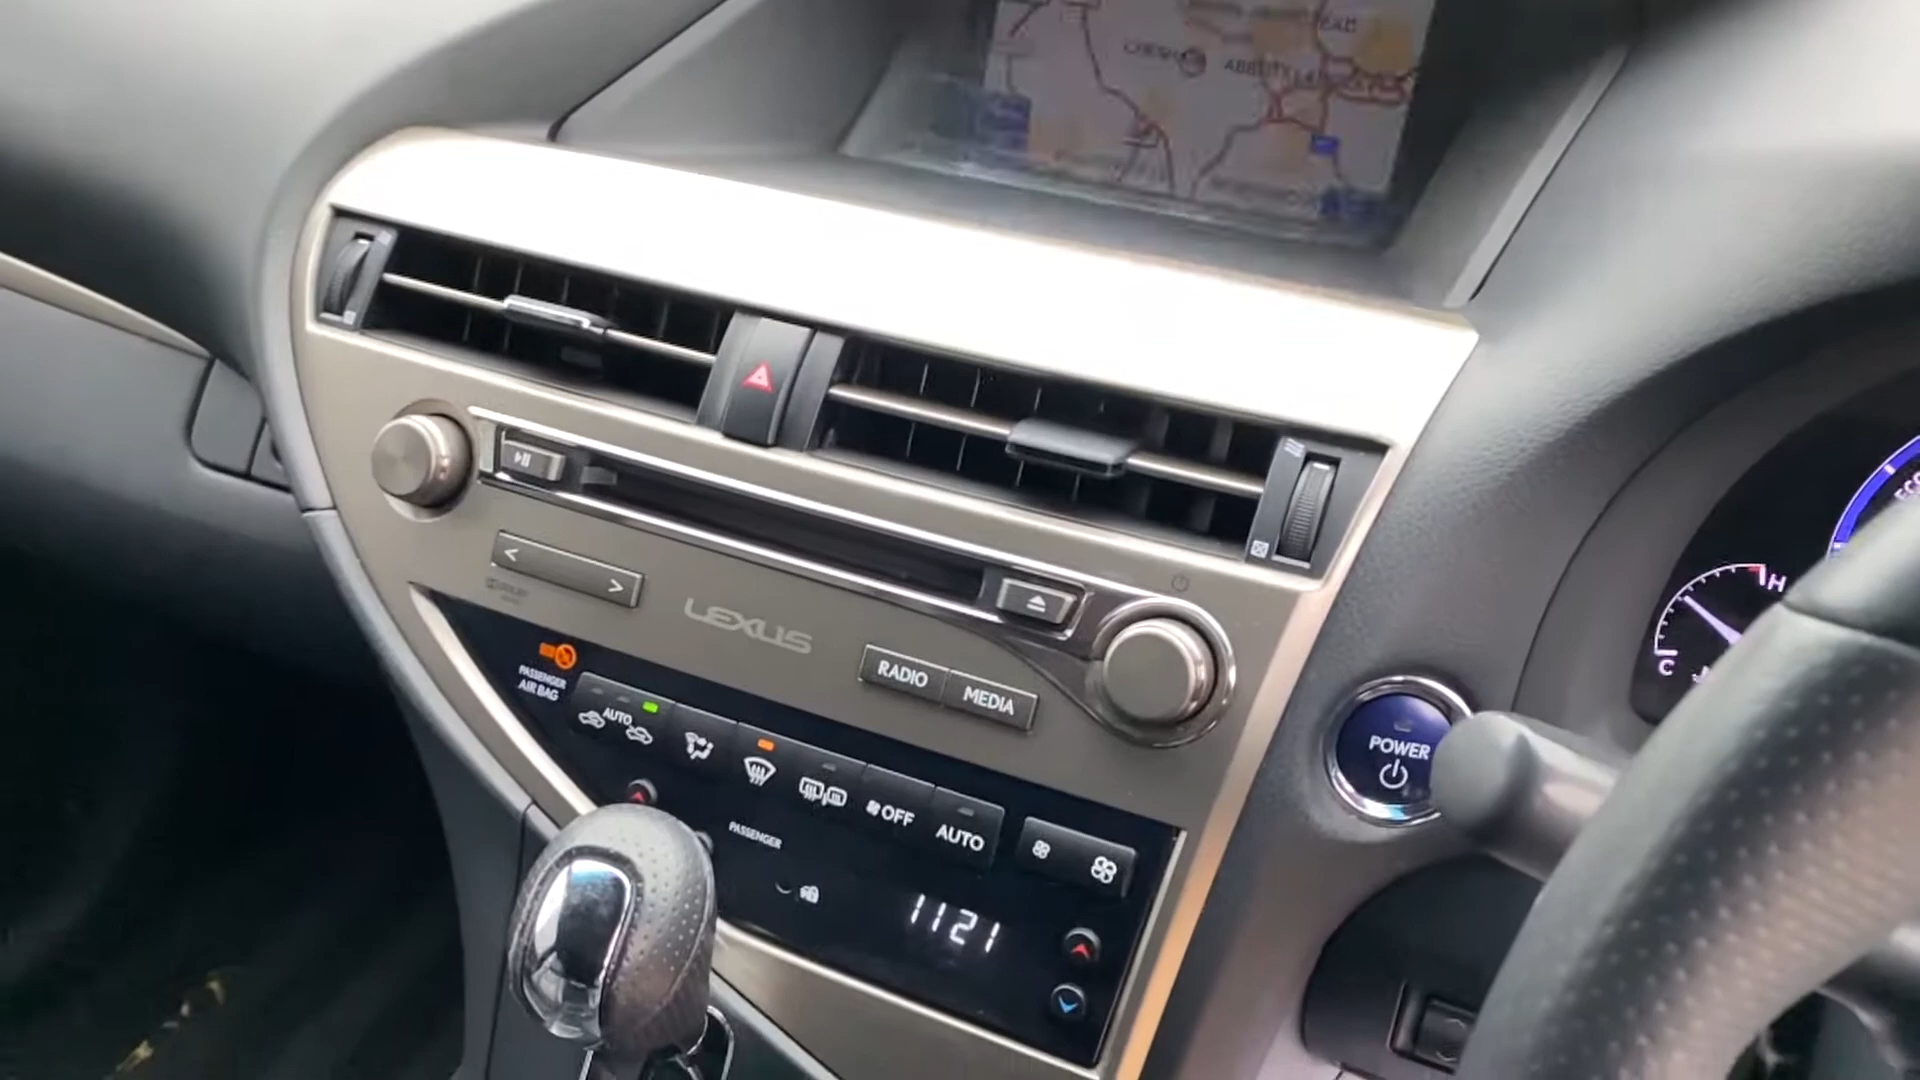 LEXUS
RADIO
MEDIA
PASSENGER
AIR BAG
AUTO
OFF
AUTO
PASSENGER
1121
POWER
H
C